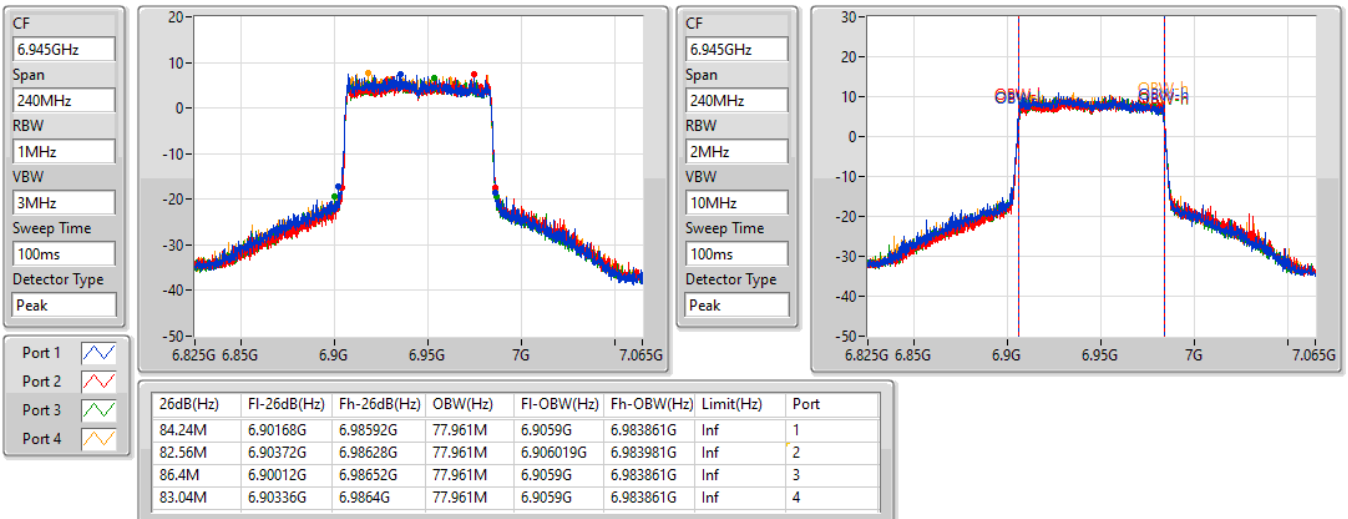 CF
6.945GHz
Span
240MHz
RBW
1MHz
VBW
3MHz
Sweep Time
100ms
Detector Type
Peak
20
10
0
-10
-20
-30
-40
-50
6.825G 6.85G 6.9G 6.95G 7G 7.065G
CF
6.945GHz
Span
240MHz
RBW
2MHz
VBW
10MHz
Sweep Time
100ms
Detector Type
Peak
30
20
10
0
-10
-20
-30
-40
-50
OBW-l
OBW-h
OBW-h
6.825G 6.85G 6.9G 6.95G 7G 7.065G
Port 1
Port 2
Port 3
Port 4
26dB(Hz) Fl-26dB(Hz) Fh-26dB(Hz) OBW(Hz) Fl-OBW(Hz) Fh-OBW(Hz) Limit(Hz) Port
84.24M 6.90168G 6.98592G 77.961M 6.9059G 6.983861G Inf 1
82.56M 6.90372G 6.98628G 77.961M 6.906019G 6.983981G Inf 2
86.4M 6.90012G 6.98652G 77.961M 6.9059G 6.983861G Inf 3
83.04M 6.90336G 6.9864G 77.961M 6.9059G 6.983861G Inf 4